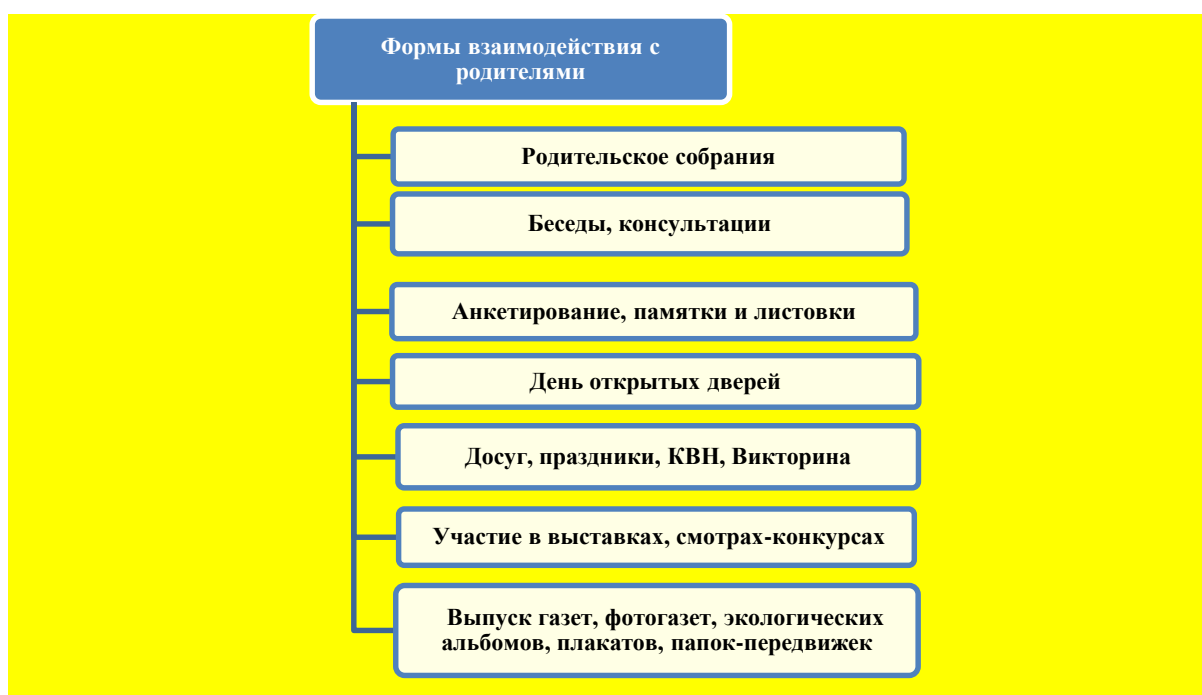 Формы взаимодействия с
родителями
Родительское собрания
Беседы, консультации
Анкетирование, памятки и листовки
День открытых дверей
Досуг, праздники, КВН, Викторина
Участие в выставках, смотрах-конкурсах
Выпуск газет, фотогазет, экологических
альбомов, плакатов, папок-передвижек